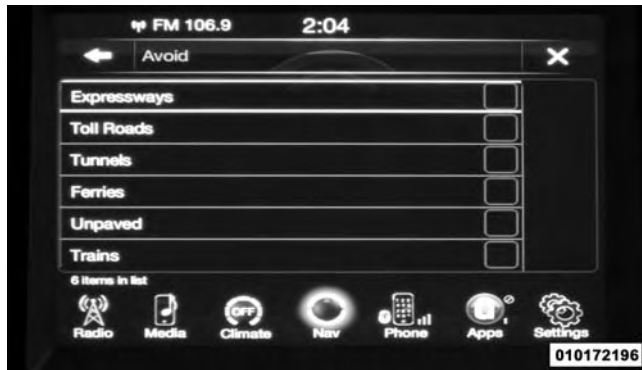 FM 106.9 2:04
Avoid
Expressways
Toll Roads
Tunnels
Ferries
Unpaved
Trains
6 items in list
OFF
Radio Media Climate Nav Phone Apps Settings
010172196